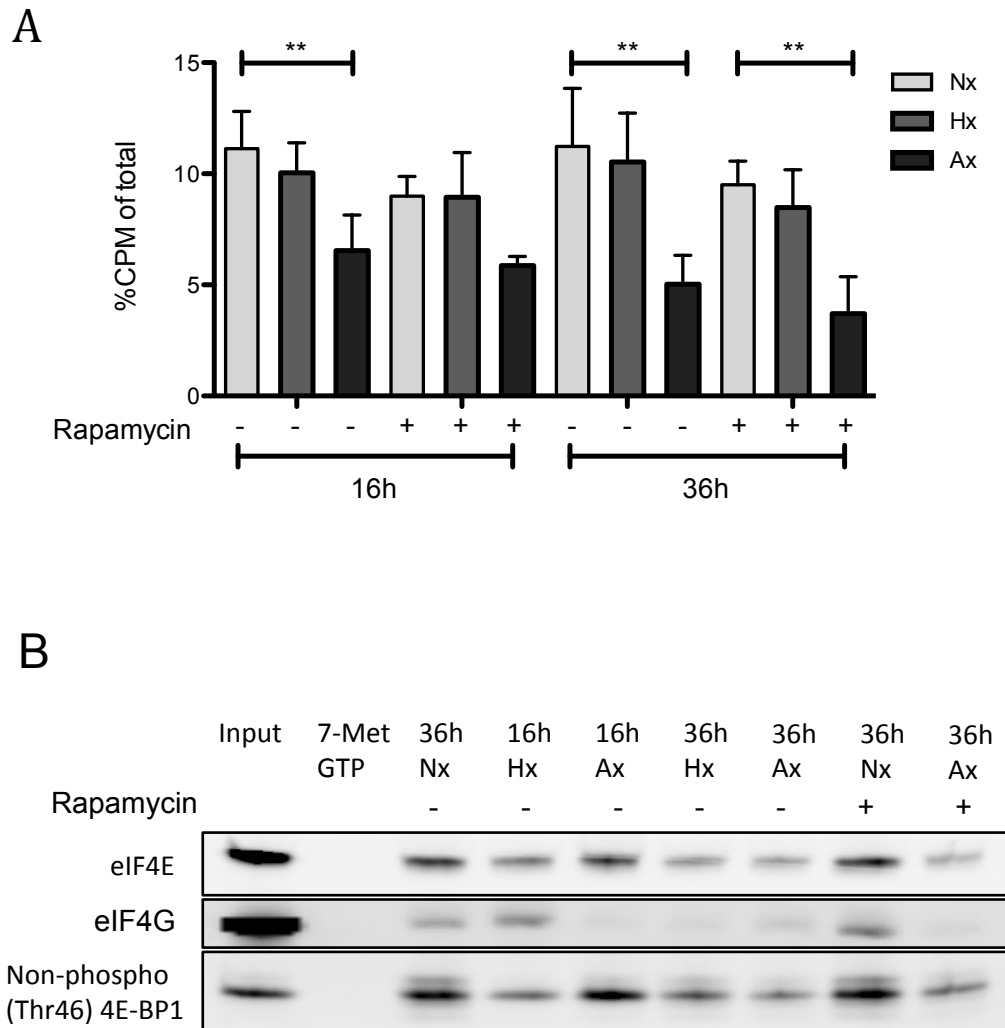 A
** ** **
15
10
5
0
%CPM of total
Nx
Hx
Ax
Rapamycin - - - + + + - - - + + +
16h 36h
B
Input 7-Met 36h 16h 16h 36h 36h 36h 36h
GTP Nx Hx Ax Hx Ax Nx Ax
Rapamycin - - - - - + +
eIF4E
eIF4G
Non-phospho
(Thr46) 4E-BP1